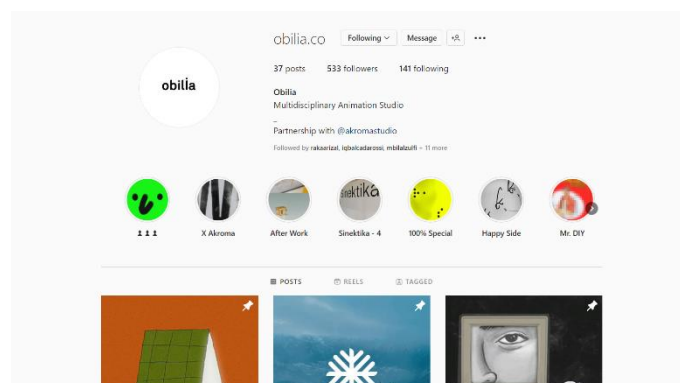 obilia.co Following Message
37 posts 533 followers 141 following
obilia
Obilia
Multidisciplinary Animation Studio
_
Partnership with @akromastudio
Followed by rakaarizal, iqbalcadarossi, mbilalzulfi + 11 more
sinektika
X Akroma After Work Sinektika - 4 100% Special Happy Side Mr. DIY
POSTS REELS TAGGED